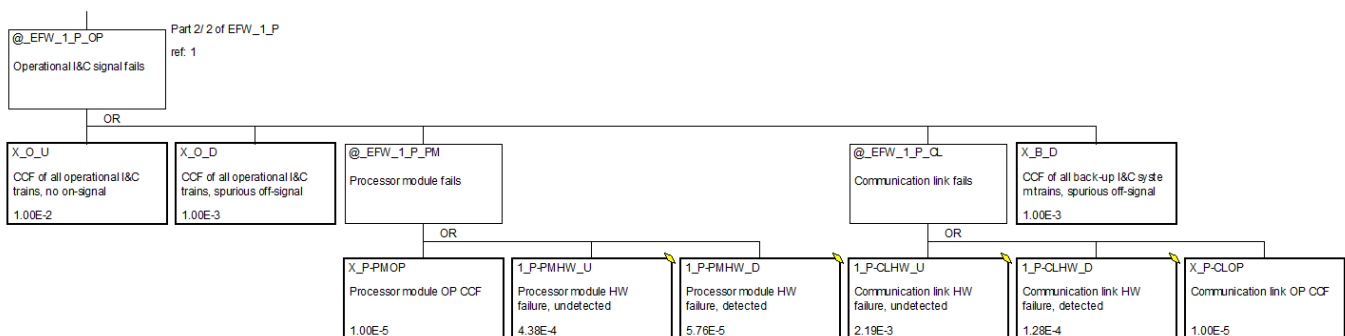 @_EFW_1_P_OP
Operational I&C signal fails
Part 2/ 2 of EFW_1_P
ref: 1
OR
X_O_U
CCF of all operational I&C
trains, no on-signal
1.00E-2
X_O_D
CCF of all operational I&C
trains, spurious off-signal
1.00E-3
@_EFW_1_P_PM
Processor module fails
@_EFW_1_P_CL
Communication link fails
X_B_D
CCF of all back-up I&C syste
m trains, spurious off-signal
1.00E-3
OR
OR
X_P-PMOP
Processor module OP CCF
1.00E-5
1_P-PMHW_U
Processor module HW
failure, undetected
4.38E-4
1_P-PMHW_D
Processor module HW
failure, detected
5.76E-5
1_P-CLHW_U
Communication link HW
failure, undetected
2.19E-3
1_P-CLHW_D
Communication link HW
failure, detected
1.28E-4
X_P-CLOP
Communication link OP CCF
1.00E-5